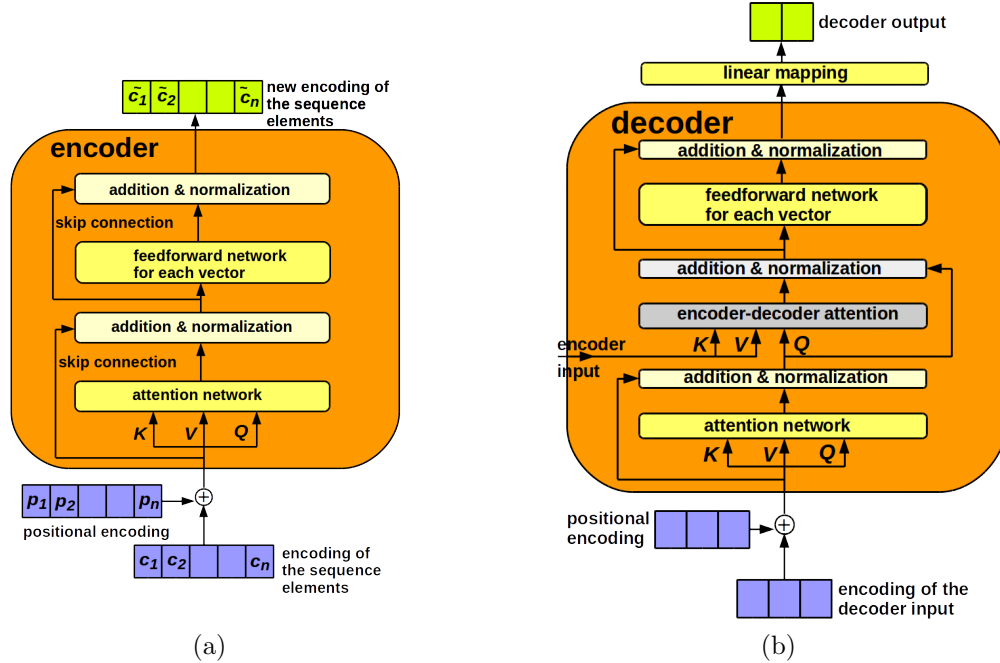 c̃1 c̃2 c̃n
new encoding of
the sequence
elements
encoder
addition & normalization
skip connection
feedforward network
for each vector
addition & normalization
skip connection
attention network
K V Q
p1 p2 pn
+
positional encoding
c1 c2 cn
encoding of
the sequence
elements
(a)
decoder output
linear mapping
decoder
addition & normalization
feedforward network
for each vector
addition & normalization
encoder-decoder attention
K V Q
encoder
input
addition & normalization
attention network
K V Q
positional
encoding
+
encoding of the
decoder input
(b)